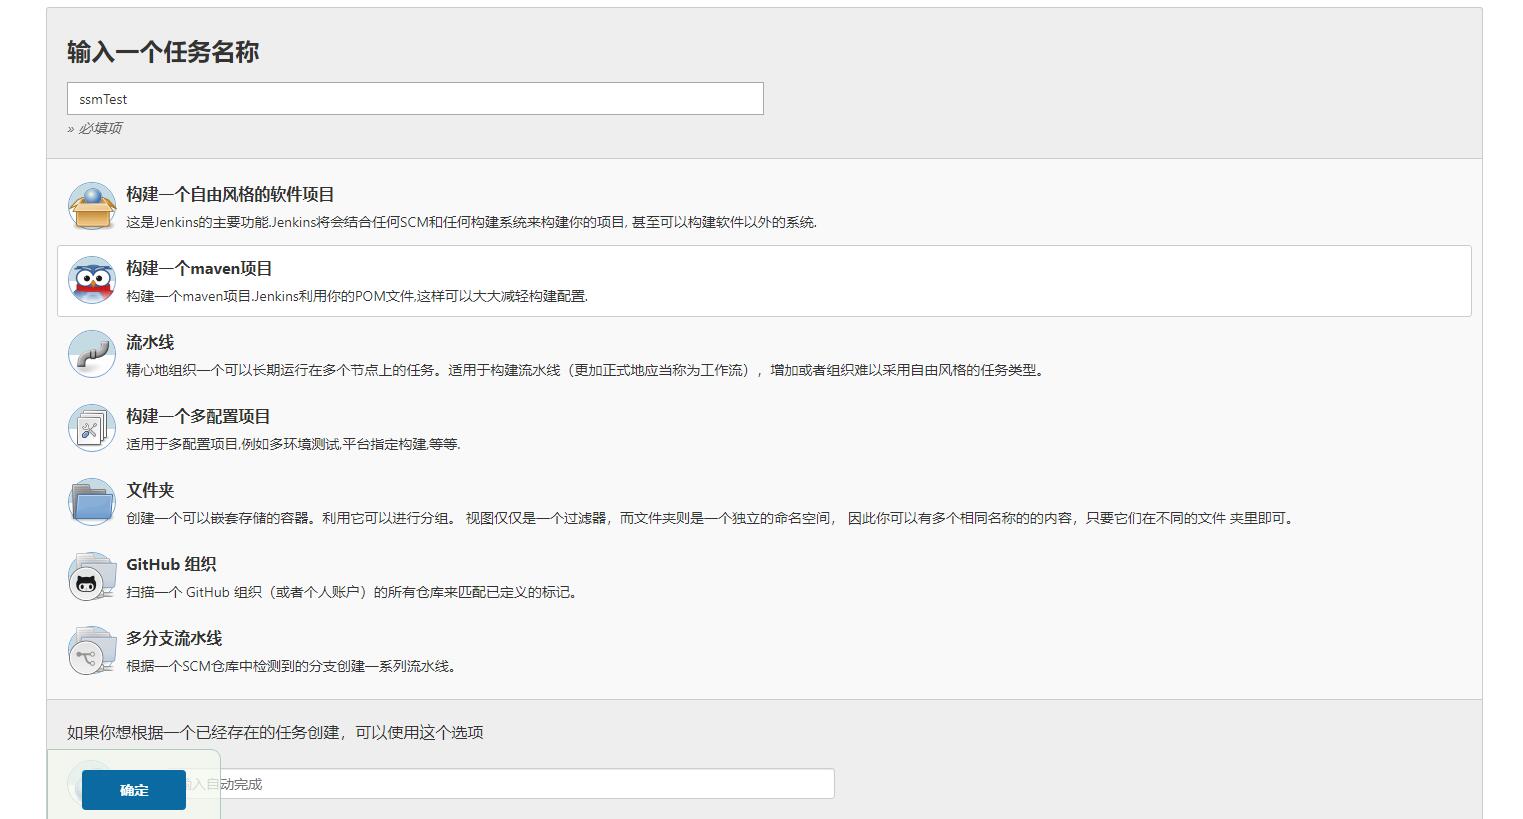 输入一个任务名称
ssmTest
» 必填项
构建一个自由风格的软件项目
这是Jenkins的主要功能.Jenkins将会结合任何SCM和任何构建系统来构建你的项目, 甚至可以构建软件以外的系统.
构建一个maven项目
构建一个maven项目.Jenkins利用你的POM文件,这样可以大大减轻构建配置.
流水线
精心地组织一个可以长期运行在多个节点上的任务。适用于构建流水线（更加正式地应当称为工作流），增加或者组织难以采用自由风格的任务类型。
构建一个多配置项目
适用于多配置项目,例如多环境测试,平台指定构建,等等.
文件夹
创建一个可以嵌套存储的容器。利用它可以进行分组。 视图仅仅是一个过滤器，而文件夹则是一个独立的命名空间， 因此你可以有多个相同名称的的内容，只要它们在不同的文件 夹里即可。
GitHub 组织
扫描一个 GitHub 组织（或者个人账户）的所有仓库来匹配已定义的标记。
多分支流水线
根据一个SCM仓库中检测到的分支创建一系列流水线。
如果你想根据一个已经存在的任务创建，可以使用这个选项
输入自动完成
确定